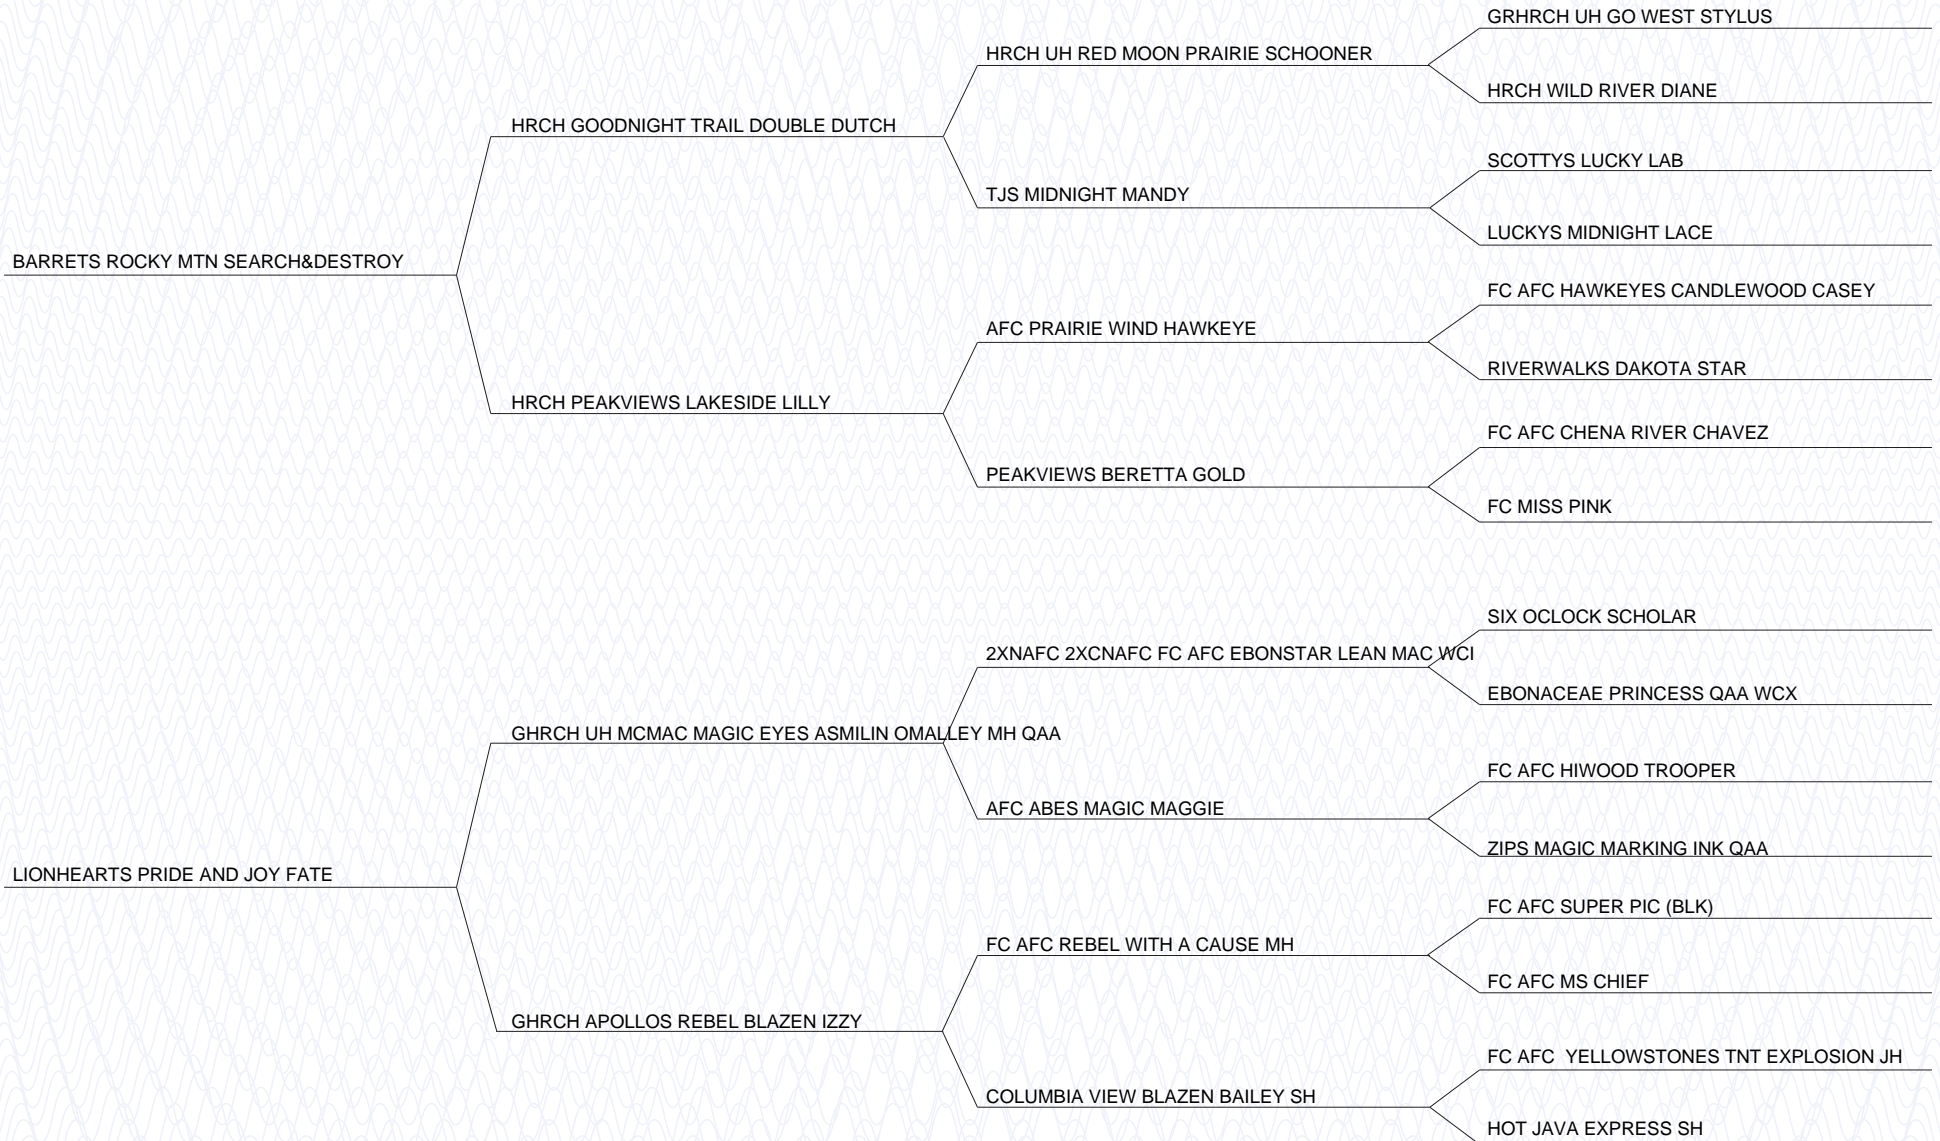 GRHRCH UH GO WEST STYLUS
HRCH UH RED MOON PRAIRIE SCHOONER
HRCH WILD RIVER DIANE
HRCH GOODNIGHT TRAIL DOUBLE DUTCH
SCOTTYS LUCKY LAB
TJS MIDNIGHT MANDY
LUCKYS MIDNIGHT LACE
BARRETS ROCKY MTN SEARCH&DESTROY
FC AFC HAWKEYES CANDLEWOOD CASEY
AFC PRAIRIE WIND HAWKEYE
RIVERWALKS DAKOTA STAR
HRCH PEAKVIEWS LAKESIDE LILLY
FC AFC CHENA RIVER CHAVEZ
PEAKVIEWS BERETTA GOLD
FC MISS PINK
SIX OCLOCK SCHOLAR
2XNAFC 2XCNAFC FC AFC EBONSTAR LEAN MAC WCI
EBONACEAE PRINCESS QAA WCX
GHRCH UH MCMAC MAGIC EYES ASMILIN OMALLEY MH QAA
FC AFC HIWOOD TROOPER
AFC ABES MAGIC MAGGIE
ZIPS MAGIC MARKING INK QAA
LIONHEARTS PRIDE AND JOY FATE
FC AFC SUPER PIC (BLK)
FC AFC REBEL WITH A CAUSE MH
FC AFC MS CHIEF
GHRCH APOLLOS REBEL BLAZEN IZZY
FC AFC  YELLOWSTONES TNT EXPLOSION JH
COLUMBIA VIEW BLAZEN BAILEY SH
HOT JAVA EXPRESS SH